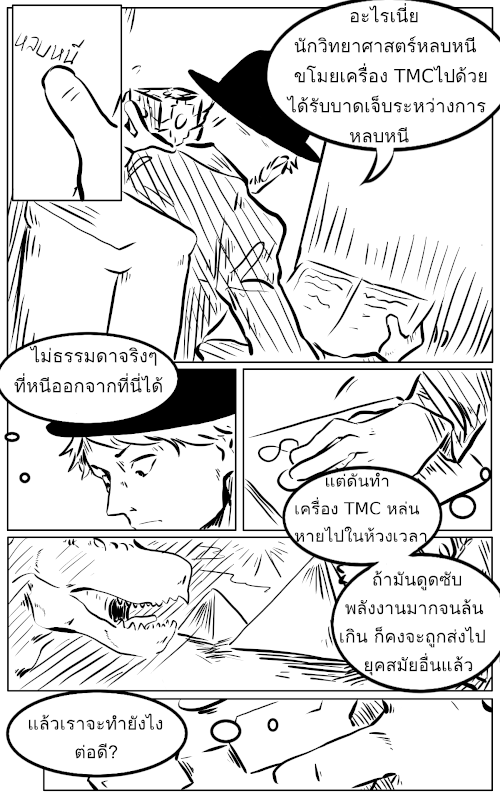 หลบหนี
อะไรเนี่ย
นักวิทยาศาสตร์หลบหนี
ขโมยเครื่อง TMCไปด้วย
ได้รับบาดเจ็บระหว่างการ
หลบหนี
ไม่ธรรมดาจริงๆ
ที่หนีออกจากที่นี่ได้
แต่ดันทำ
เครื่อง TMC หล่น
หายไปในห้วงเวลา
ถ้ามันดูดซับ
พลังงานมากจนล้น
เกิน ก็คงจะถูกส่งไป
ยุคสมัยอื่นแล้ว
แล้วเราจะทำยังไง
ต่อดี?